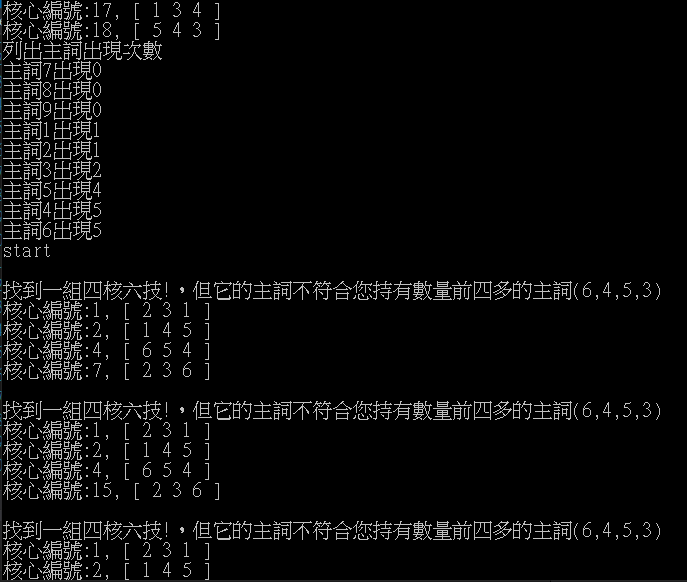 核心編號:17, [ 1 3 4 ]
核心編號:18, [ 5 4 3 ]
列出主詞出現次數
主詞7出現0
主詞8出現0
主詞9出現0
主詞1出現1
主詞2出現1
主詞3出現2
主詞5出現4
主詞4出現5
主詞6出現5
start
找到一組四核六技!，但它的主詞不符合您持有數量前四多的主詞(6,4,5,3)
核心編號:1, [ 2 3 1 ]
核心編號:2, [ 1 4 5 ]
核心編號:4, [ 6 5 4 ]
核心編號:7, [ 2 3 6 ]
找到一組四核六技!，但它的主詞不符合您持有數量前四多的主詞(6,4,5,3)
核心編號:1, [ 2 3 1 ]
核心編號:2, [ 1 4 5 ]
核心編號:4, [ 6 5 4 ]
核心編號:15, [ 2 3 6 ]
找到一組四核六技!，但它的主詞不符合您持有數量前四多的主詞(6,4,5,3)
核心編號:1, [ 2 3 1 ]
核心編號:2, [ 1 4 5 ]